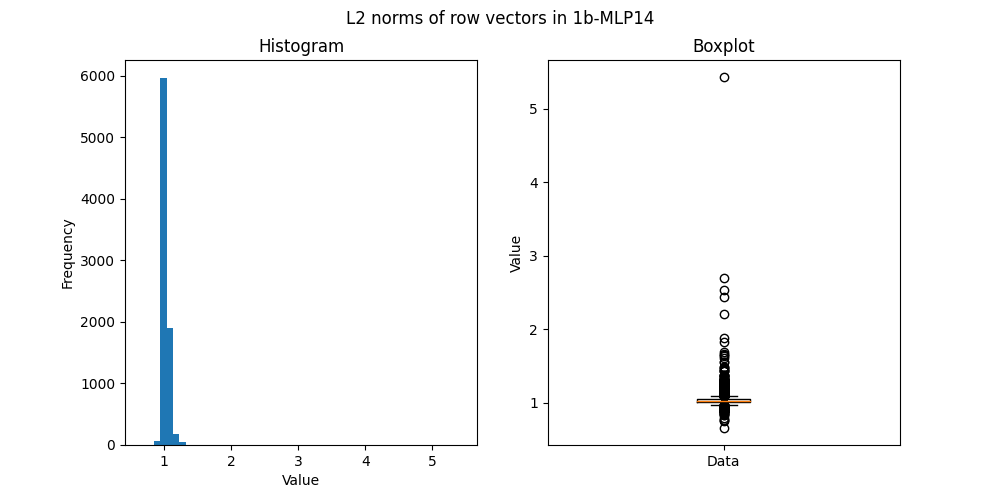 L2 norms of row vectors in 1b-MLP14
Histogram
Frequency
6000
5000
4000
3000
2000
1000
0
1 2 3 4 5
Value
Boxplot
Value
5
4
3
2
1
Data